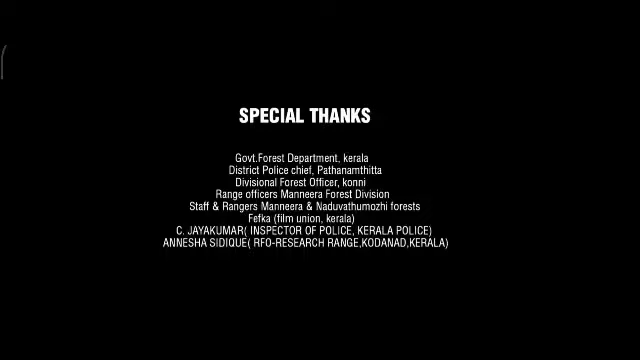 SPECIAL THANKS
Govt.Forest Department, kerala
District Police chief, Pathanamthitta
Divisional Forest Officer, konni
Range officers Manneera Forest Division
Staff & Rangers Manneera & Naduvathumozhi forests
Fefka (film union, kerala)
C. JAYAKUMAR( INSPECTOR OF POLICE, KERALA POLICE)
ANNESHA SIDIQUE( RFO-RESEARCH RANGE,KODANAD,KERALA)